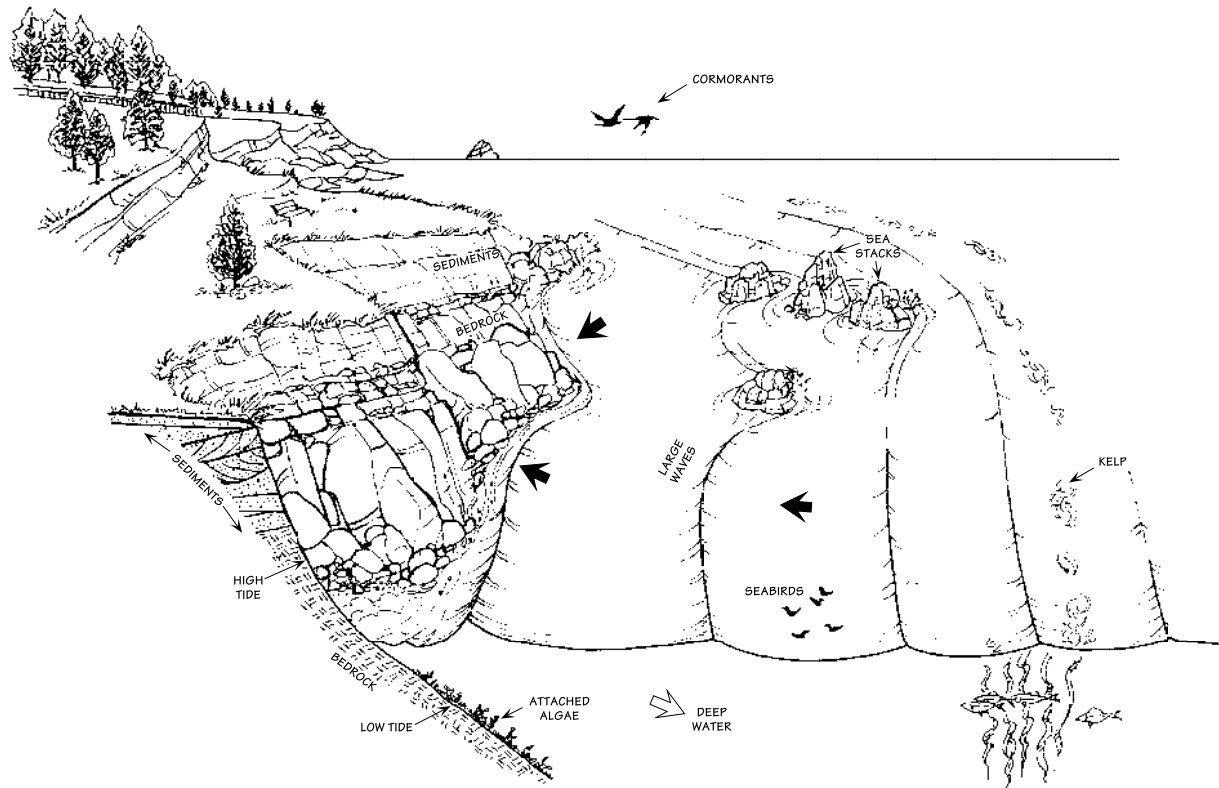 CORMORANTS
SEA
STACKS
SEDIMENTS
BEDROCK
LARGE
WAVES
KELP
SEDIMENTS
HIGH
TIDE
SEABIRDS
BEDROCK
ATTACHED
ALGAE
LOW TIDE
DEEP
WATER